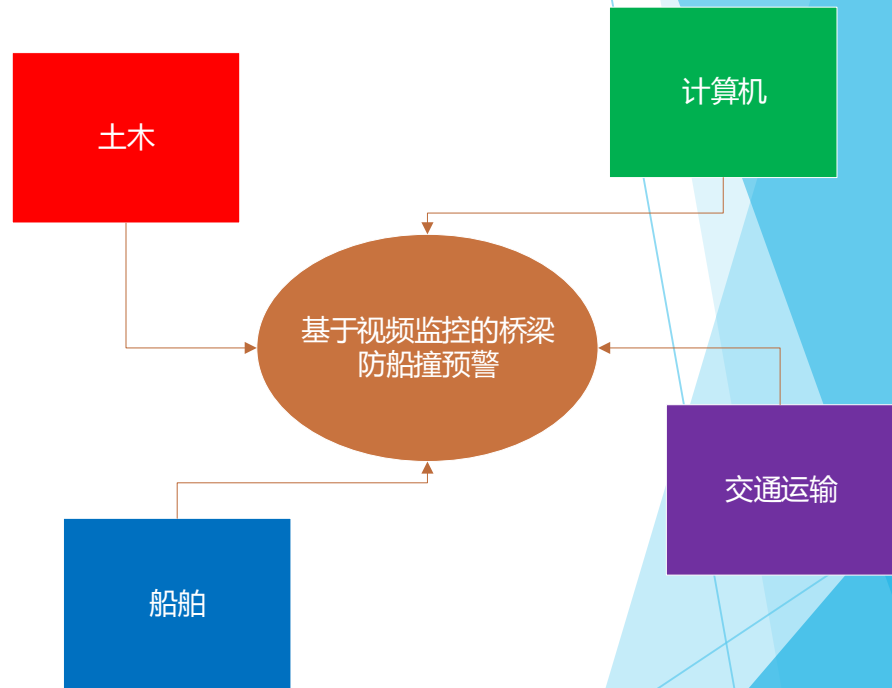 计算机
土木
基于视频监控的桥梁
防船撞预警
交通运输
船舶